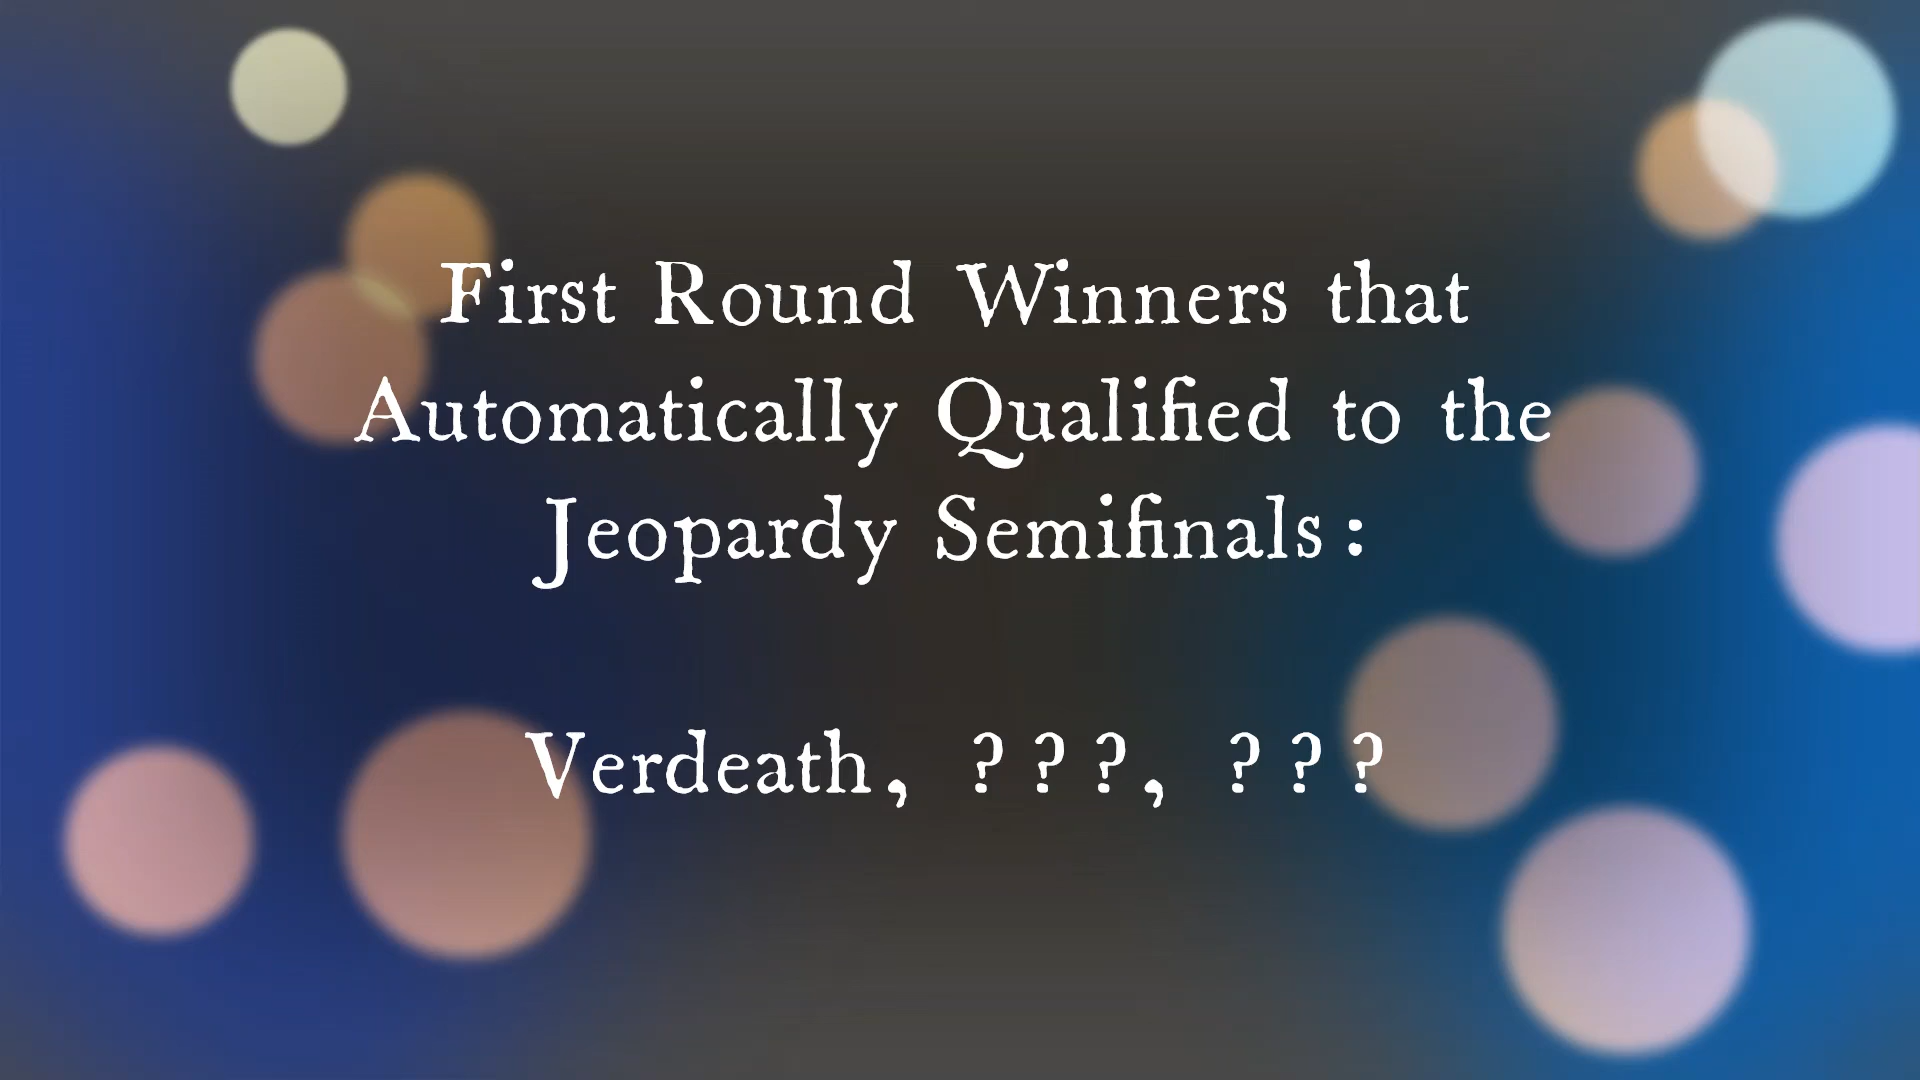 First Round Winners that
Automatically Qualified to the
Jeopardy Semifinals:
Verdeath, ???, ???